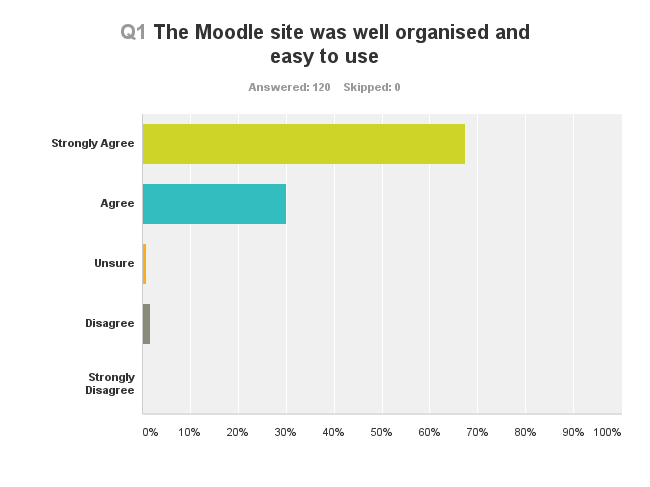 Q1 The Moodle site was well organised and
easy to use
Answered: 120 Skipped: 0
Strongly Agree
Agree
Unsure
Disagree
Strongly
Disagree
0% 10% 20% 30% 40% 50% 60% 70% 80% 90% 100%